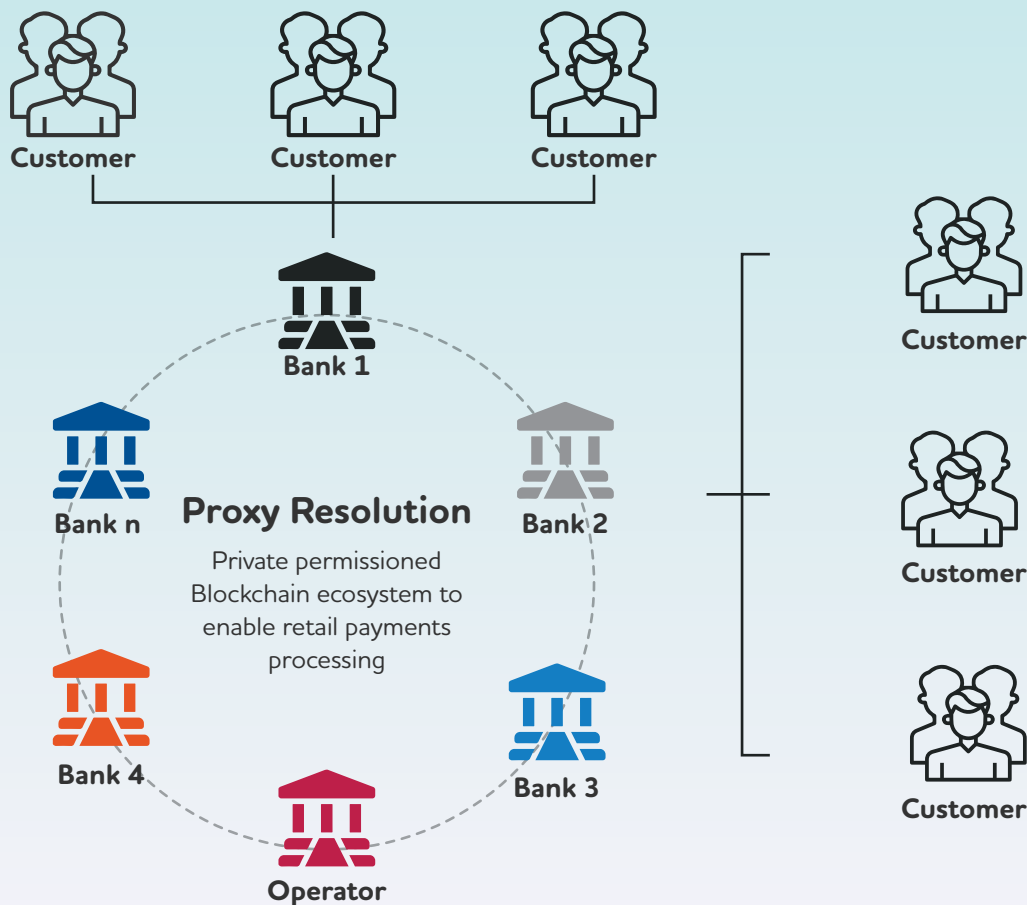 Customer
Customer
Customer
Bank 1
Customer
Bank n
Proxy Resolution
Bank 2
Private permissioned
Blockchain ecosystem to
enable retail payments
processing
Customer
Bank 4
Bank 3
Customer
Operator